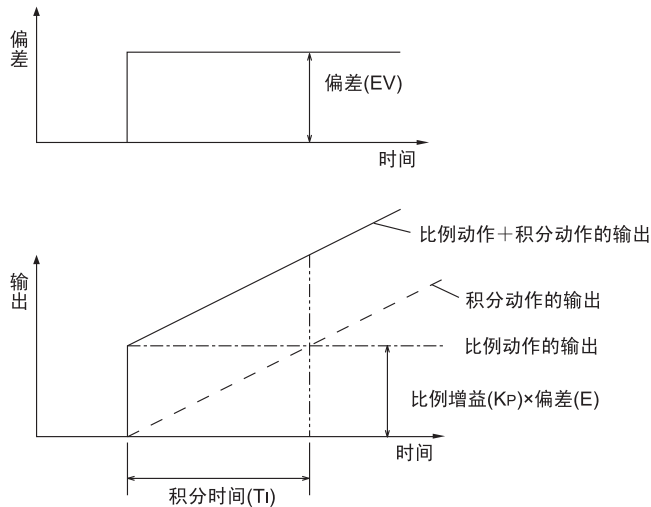 偏差
偏差(EV)
时间
比例动作＋积分动作的输出
输出
积分动作的输出
比例动作的输出
比例增益(KP)×偏差(E)
时间
积分时间(TI)